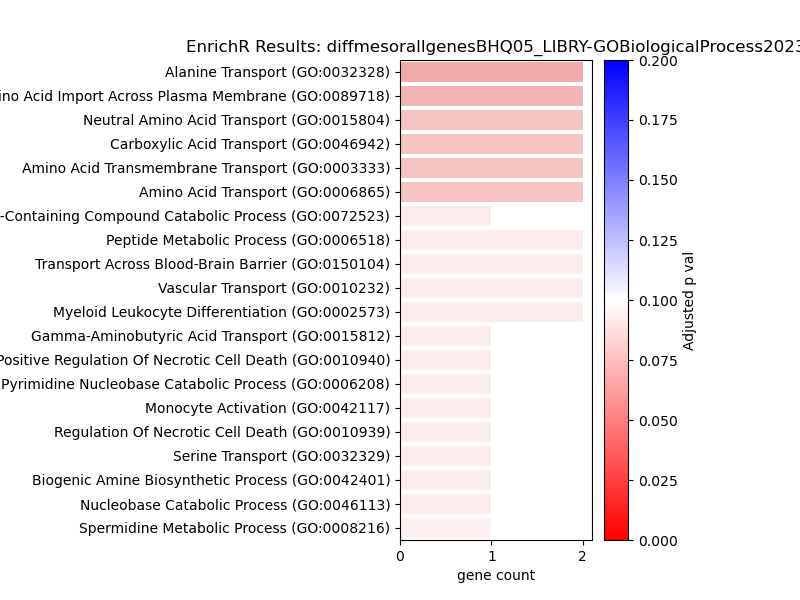 EnrichR Results: diffmesorallgenesBHQ05_LIBRY-GOBiologicalProcess2023
Alanine Transport (GO:0032328)
Acid Import Across Plasma Membrane (GO:0089718)
Neutral Amino Acid Transport (GO:0015804)
Carboxylic Acid Transport (GO:0046942)
Amino Acid Transmembrane Transport (GO:0003333)
Amino Acid Transport (GO:0006865)
-Containing Compound Catabolic Process (GO:0072523)
Peptide Metabolic Process (GO:0006518)
Transport Across Blood-Brain Barrier (GO:0150104)
Vascular Transport (GO:0010232)
Myeloid Leukocyte Differentiation (GO:0002573)
Gamma-Aminobutyric Acid Transport (GO:0015812)
Positive Regulation Of Necrotic Cell Death (GO:0010940)
Pyrimidine Nucleobase Catabolic Process (GO:0006208)
Monocyte Activation (GO:0042117)
Regulation Of Necrotic Cell Death (GO:0010939)
Serine Transport (GO:0032329)
Biogenic Amine Biosynthetic Process (GO:0042401)
Nucleobase Catabolic Process (GO:0046113)
Spermidine Metabolic Process (GO:0008216)
0 1 2
gene count
0.200
0.175
0.150
0.125
0.100
0.075
0.050
0.025
0.000
Adjusted p val